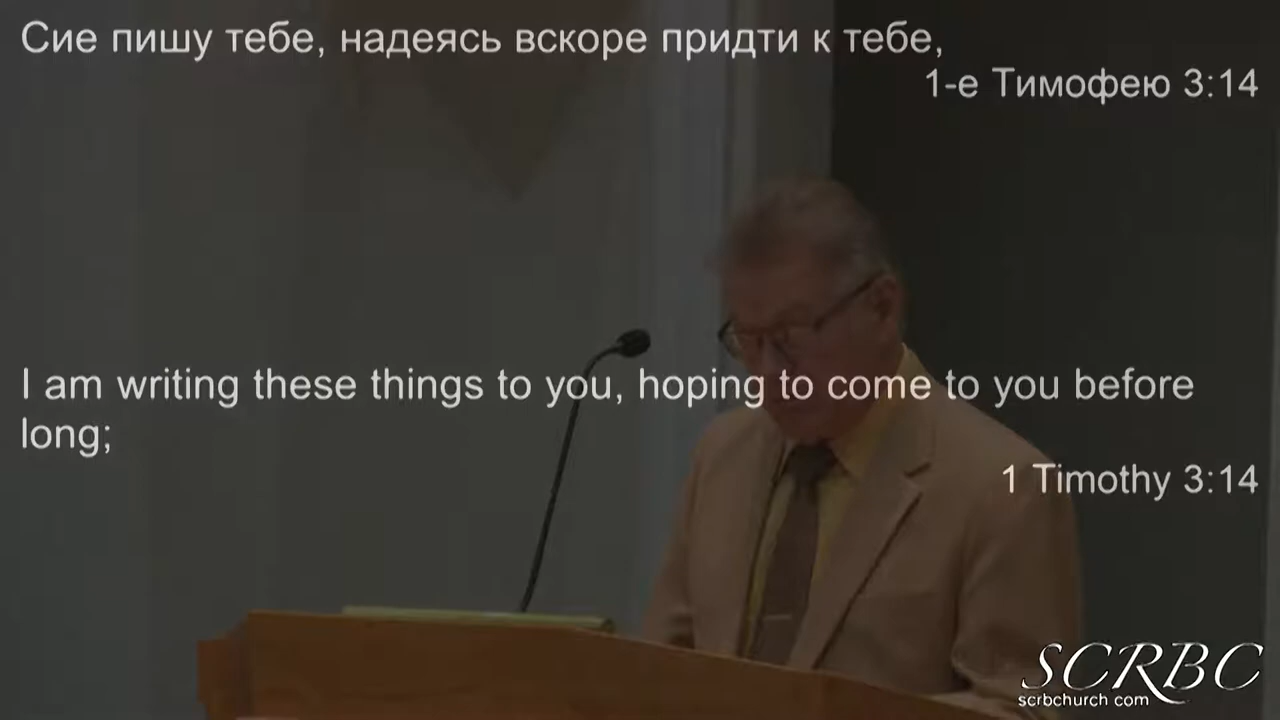 Сие пишу тебе, надеясь вскоре придти к тебе,
1-е Тимофею 3:14
I am writing these things to you, hoping to come to you before
long;
1 Timothy 3:14
SCRBC
scrbchurch com